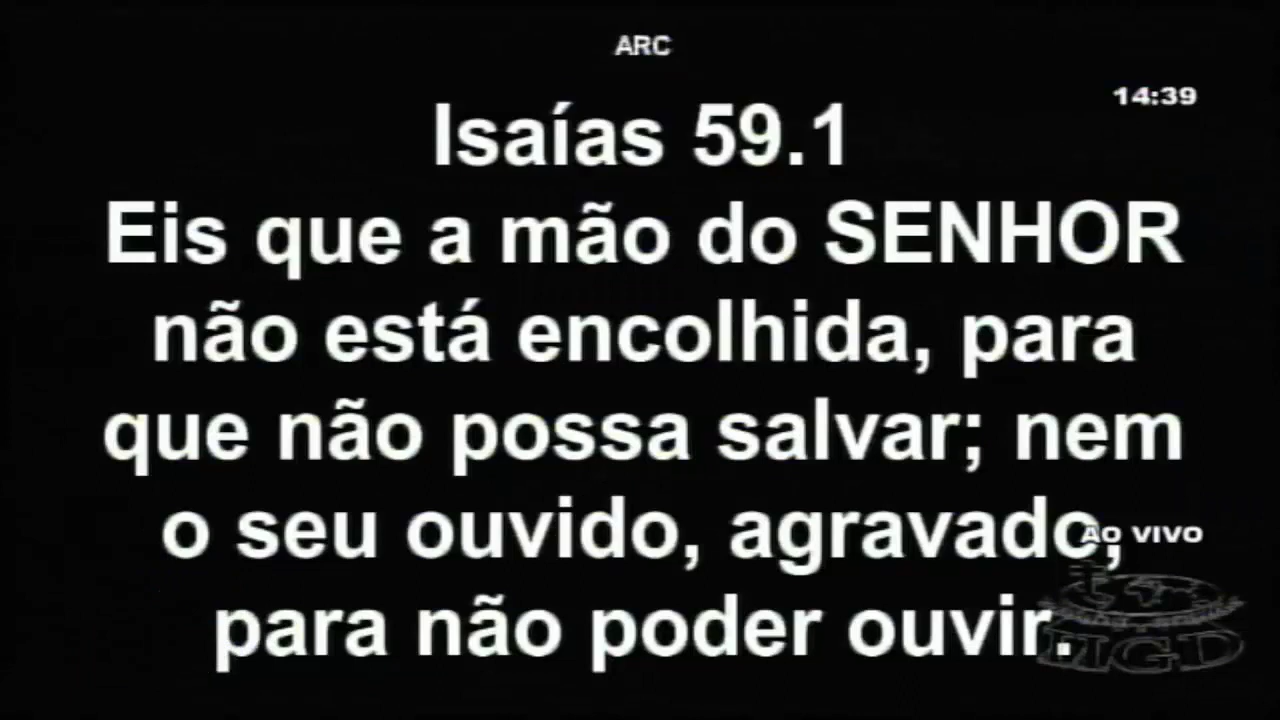 ARC
14:39
Isaías 59.1
Eis que a mão do SENHOR
não está encolhida, para
que não possa salvar; nem
o seu ouvido, agravado,
AO VIVO
para não poder ouvir.